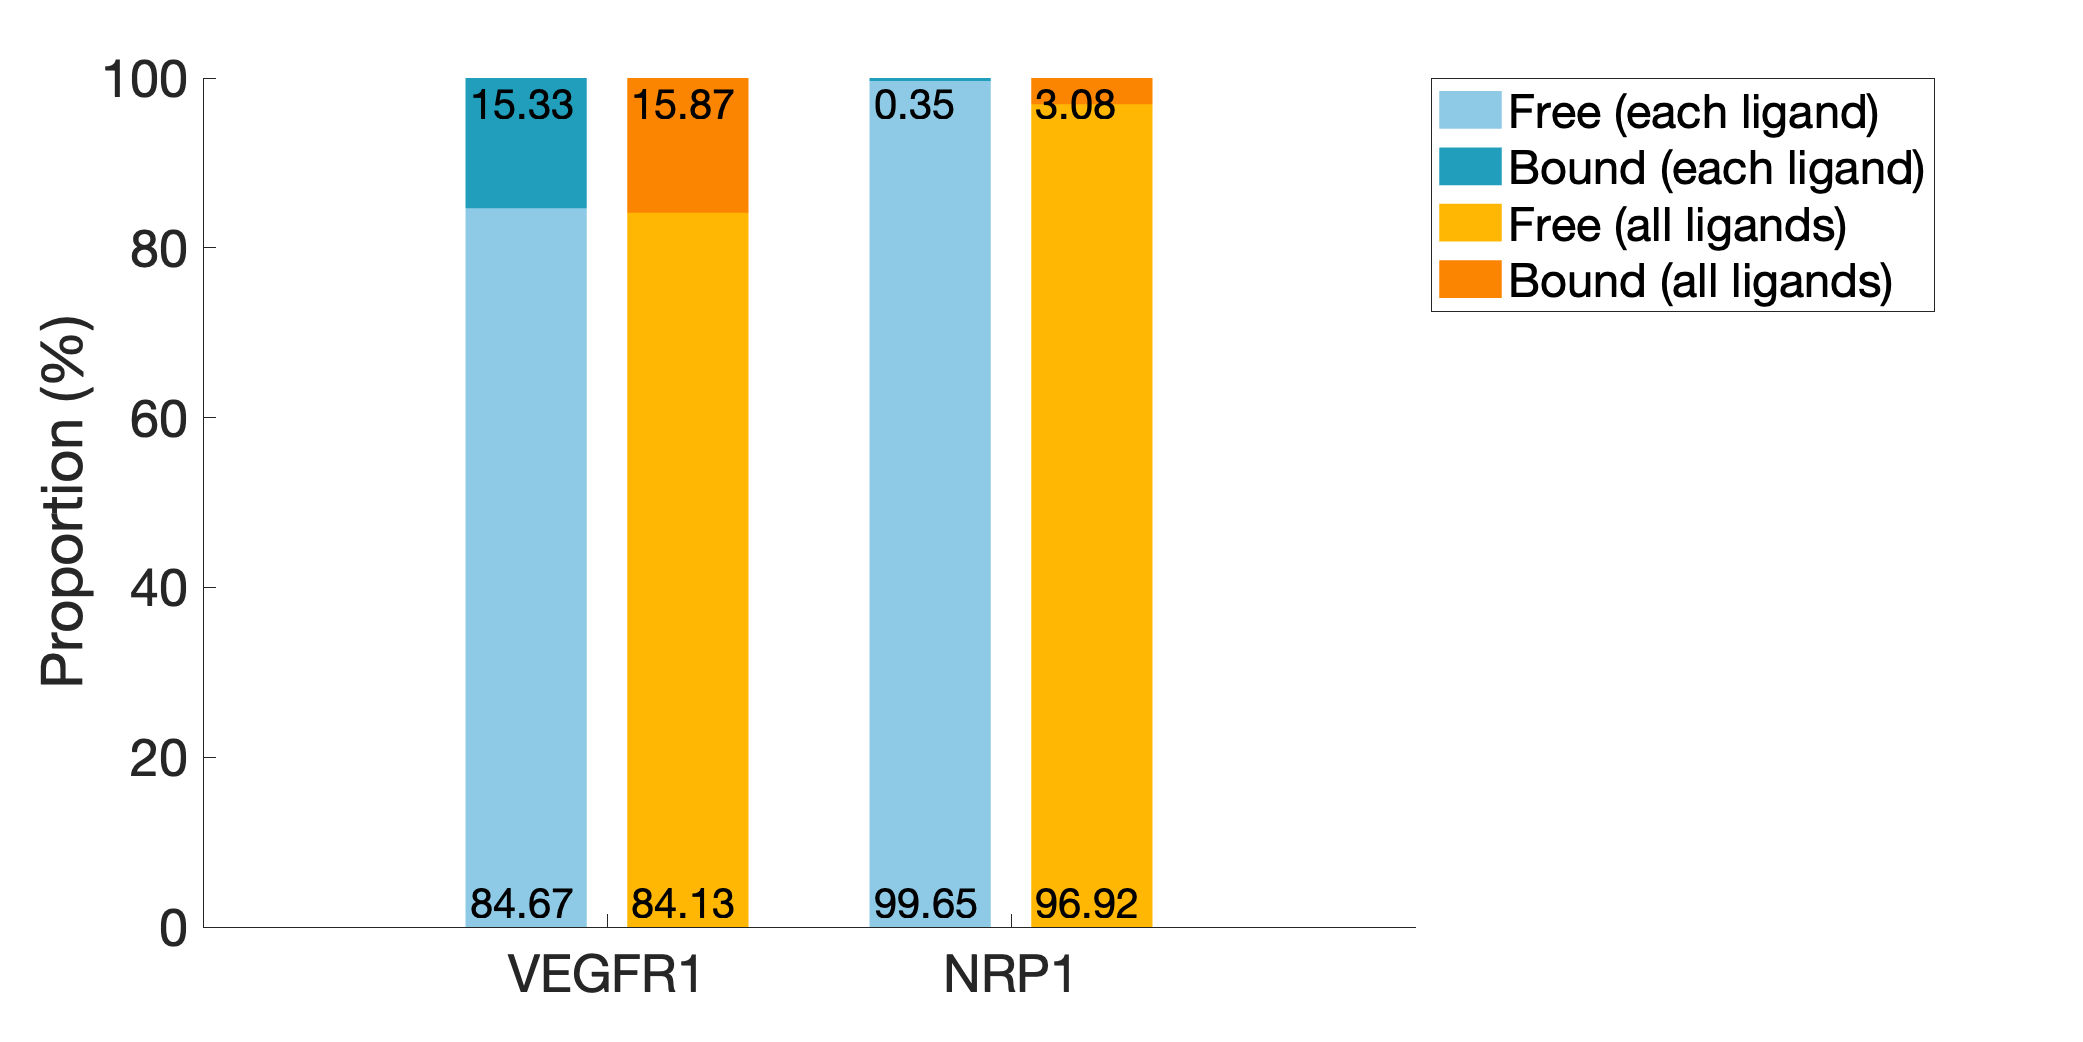 Proportion (%)
100
80
60
40
20
0
15.33
15.87
0.35
3.08
84.67
84.13
99.65
96.92
VEGFR1
NRP1
Free (each ligand)
Bound (each ligand)
Free (all ligands)
Bound (all ligands)